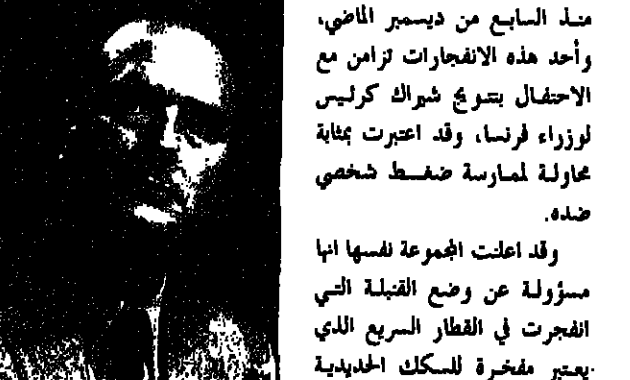 منذ السابع من ديسمبر الماضي،
وأحد هذه الانفجارات تزامن مع
الاحتفال بتتويج شيراك كرئيس
لوزراء فرنسا، وقد اعتبرت بمثابة
محاولة لممارسة ضغط شخصي
ضده.
وقد اعلنت المجموعة نفسها انها
مسؤولة عن وضع القنبلة التي
انفجرت في القطار السريع الذي
يعتبر مفخرة للسكك الحديدية